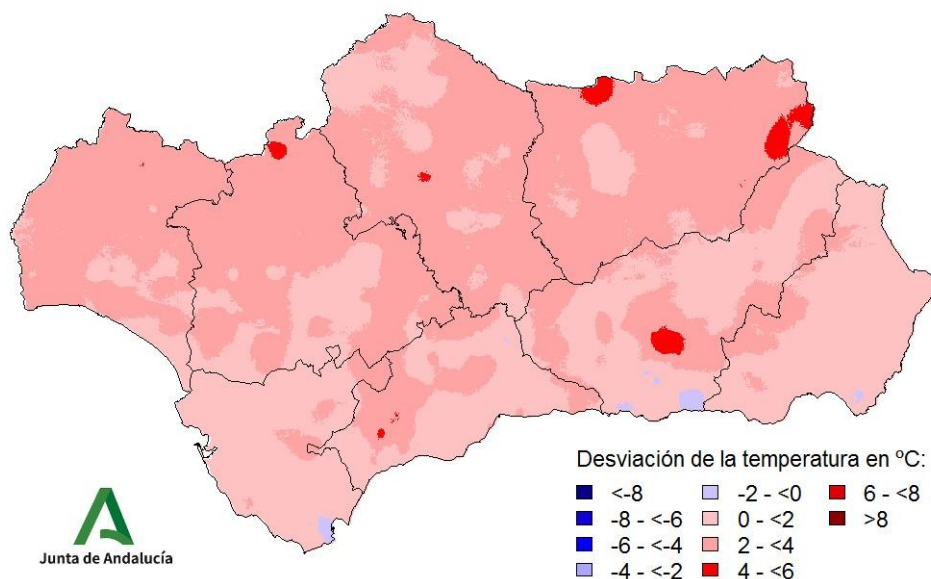 Desviación de la temperatura en ºC:
<-8
-2 - <0
6 - <8
-8 - <-6
0 - <2
>8
-6 - <-4
2 - <4
-4 - <-2
4 - <6
Junta de Andalucía